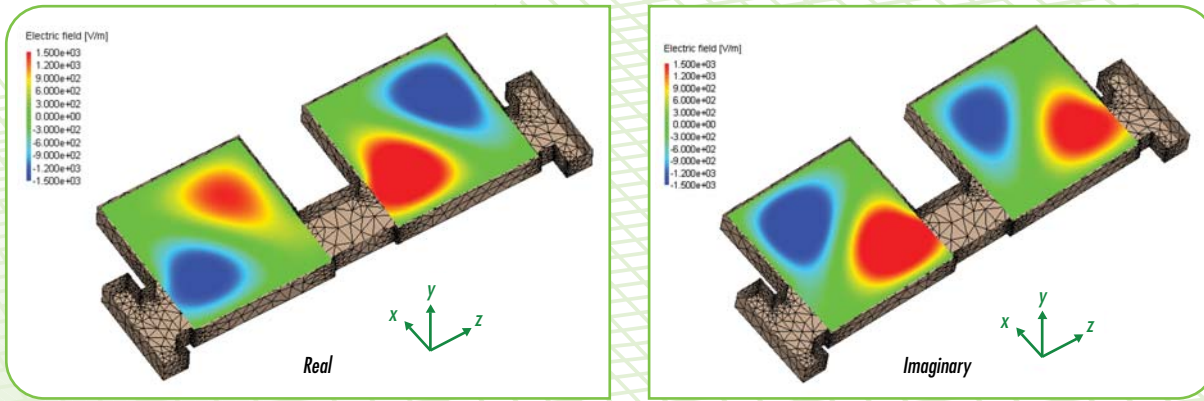 Electric field [V/m]
1.500e+03
1.200e+03
9.000e+02
6.000e+02
3.000e+02
0.000e+00
-3.000e+02
-6.000e+02
-9.000e+02
-1.200e+03
-1.500e+03
y
x
z
Real
Electric field [V/m]
1.500e+03
1.200e+03
9.000e+02
6.000e+02
3.000e+02
0.000e+00
-3.000e+02
-6.000e+02
-9.000e+02
-1.200e+03
-1.500e+03
y
x
z
Imaginary